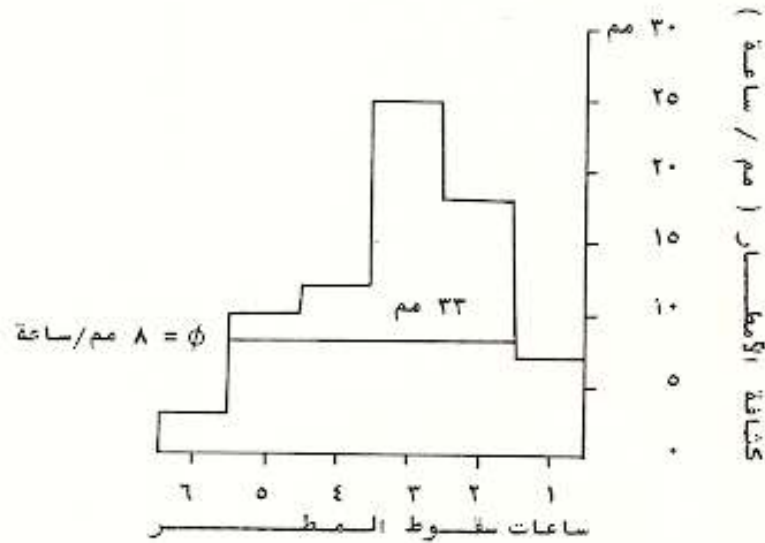 ٣٠ مم
٢٥
٢٠
١٥
١٠
٥
٠
كثافة الأمطار ( مم / ساعة )
٣٣ مم
φ = ٨ مم/ساعة
١ ٢ ٣ ٤ ٥ ٦
ساعات سقوط المطر